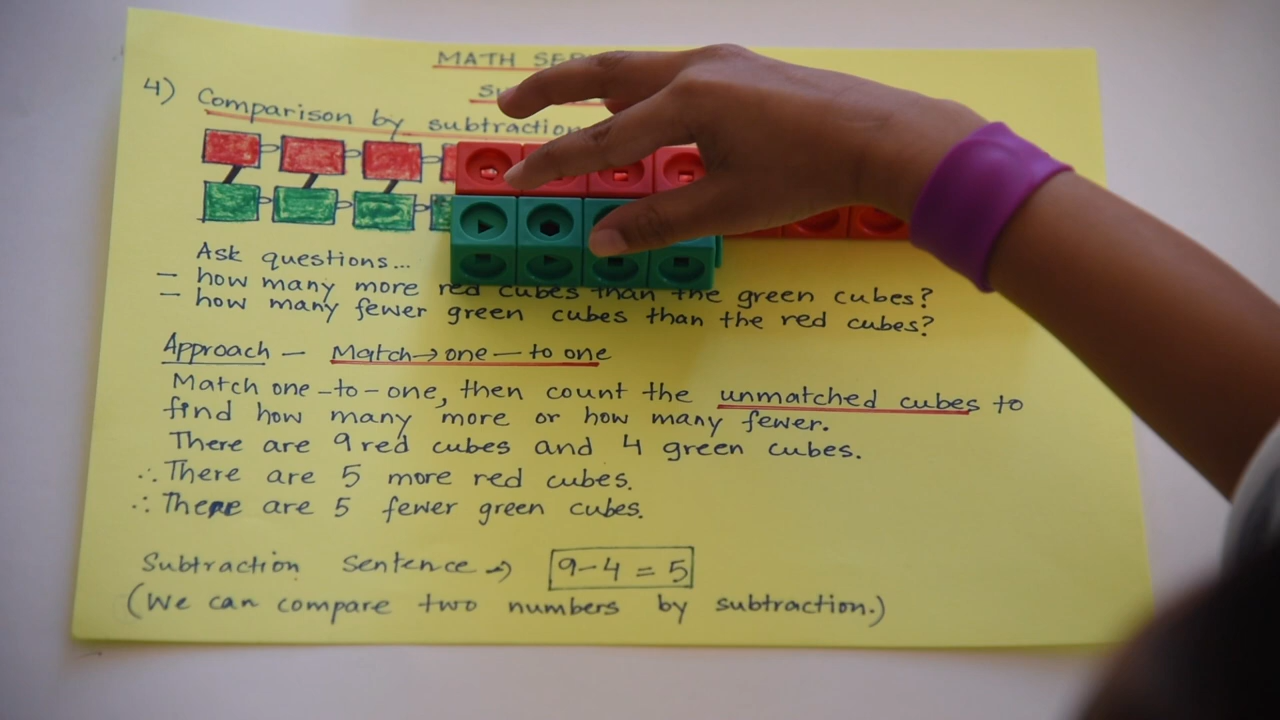 MATH
4) Comparison by subtraction
Ask questions...
- how many more red cubes than the green cubes?
- how many fewer green cubes than the red cubes?
Approach - Match→one-to one
Match one-to-one, then count the unmatched cubes to
find how many more or how many fewer.
There are 9 red cubes and 4 green cubes.
∴ There are 5 more red cubes.
∴ There are 5 fewer green cubes.
Subtraction sentence → 9-4=5
(We can compare two numbers by subtraction.)